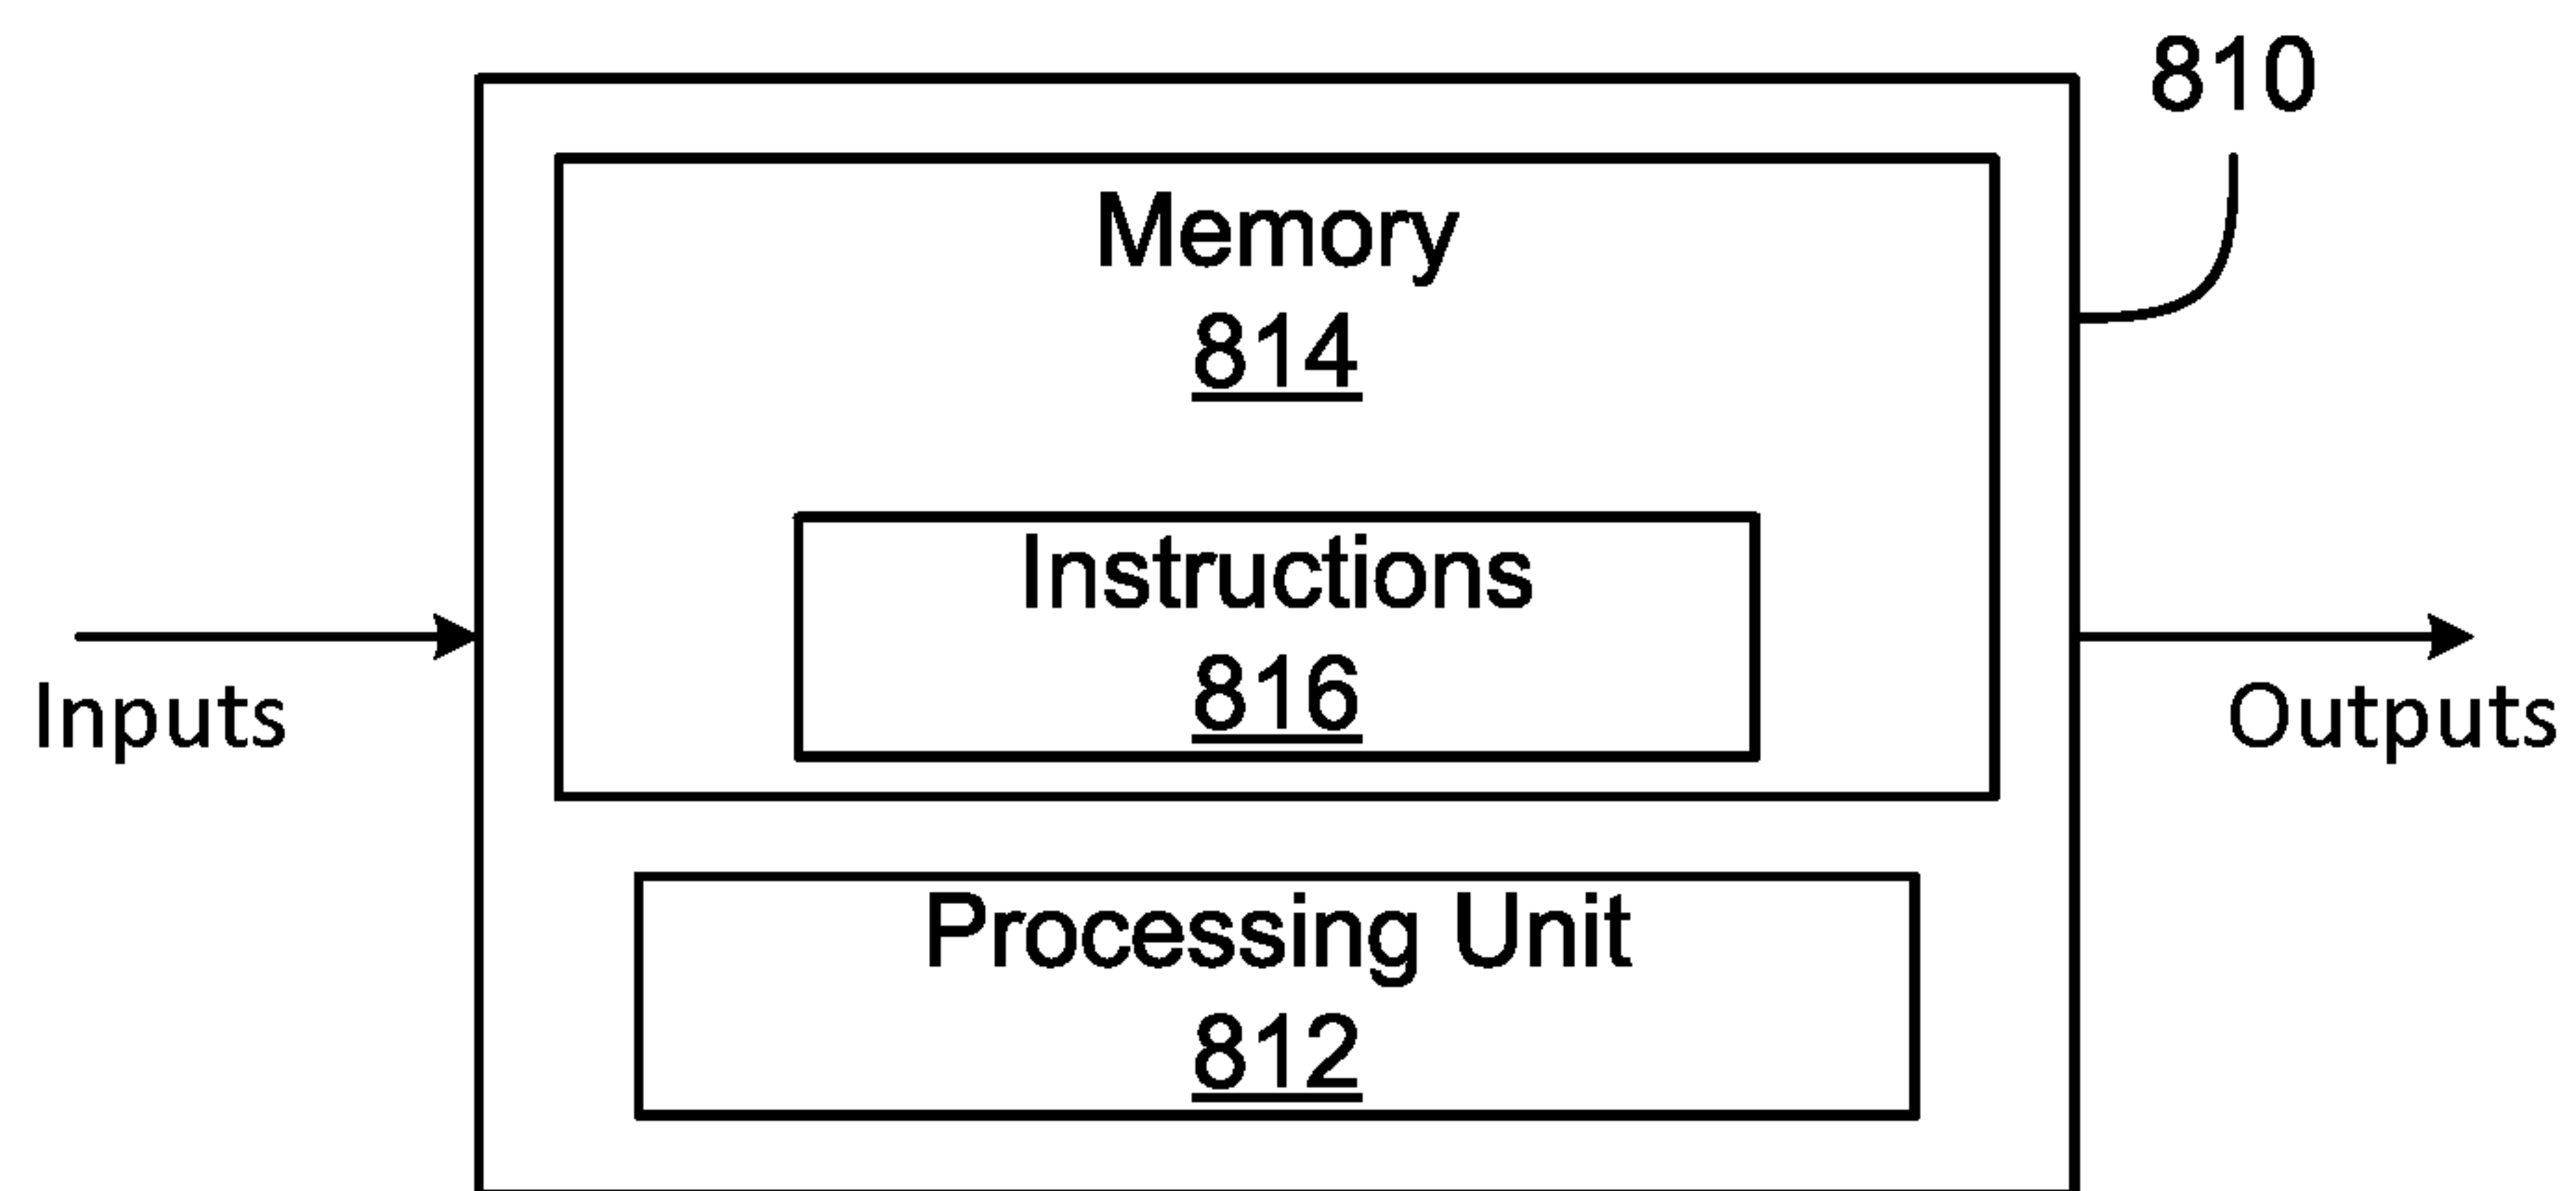 810
Memory
814
Instructions
816
Inputs
Outputs
Processing Unit
812